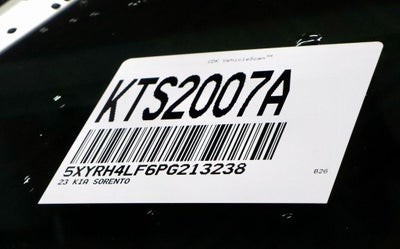 CDK VehicleScan™
KTS2007A
5XYRH4LF6PG213238
23 KIA SORENTO
B26